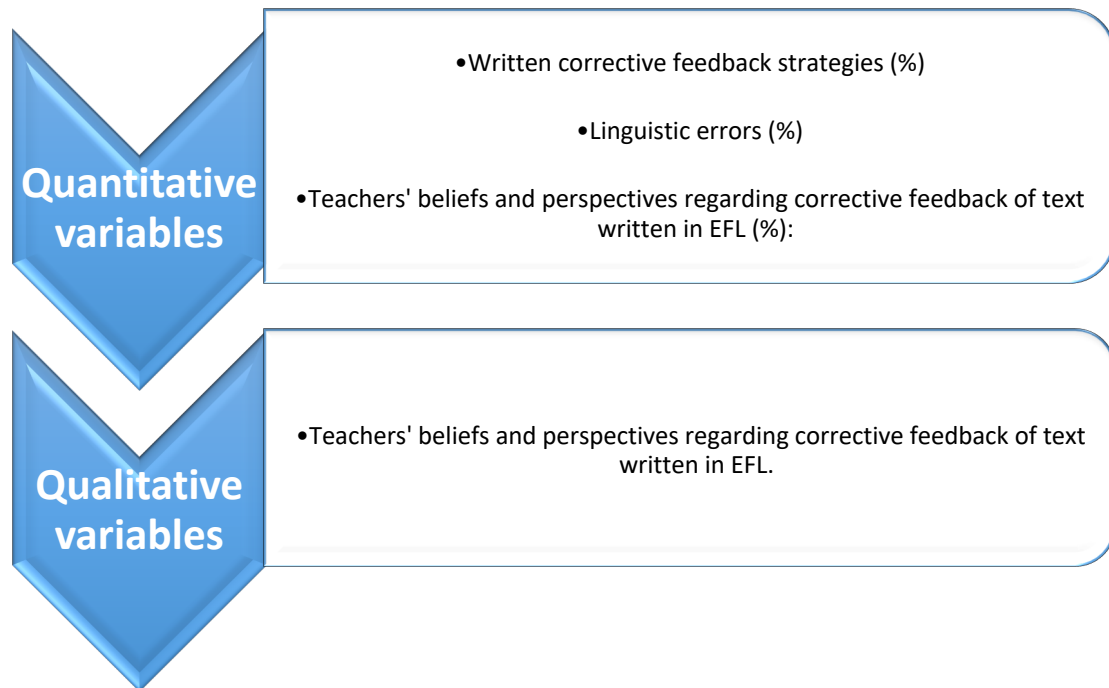 Quantitative
variables
•Written corrective feedback strategies (%)
•Linguistic errors (%)
•Teachers' beliefs and perspectives regarding corrective feedback of text
written in EFL (%):
Qualitative
variables
•Teachers' beliefs and perspectives regarding corrective feedback of text
written in EFL.